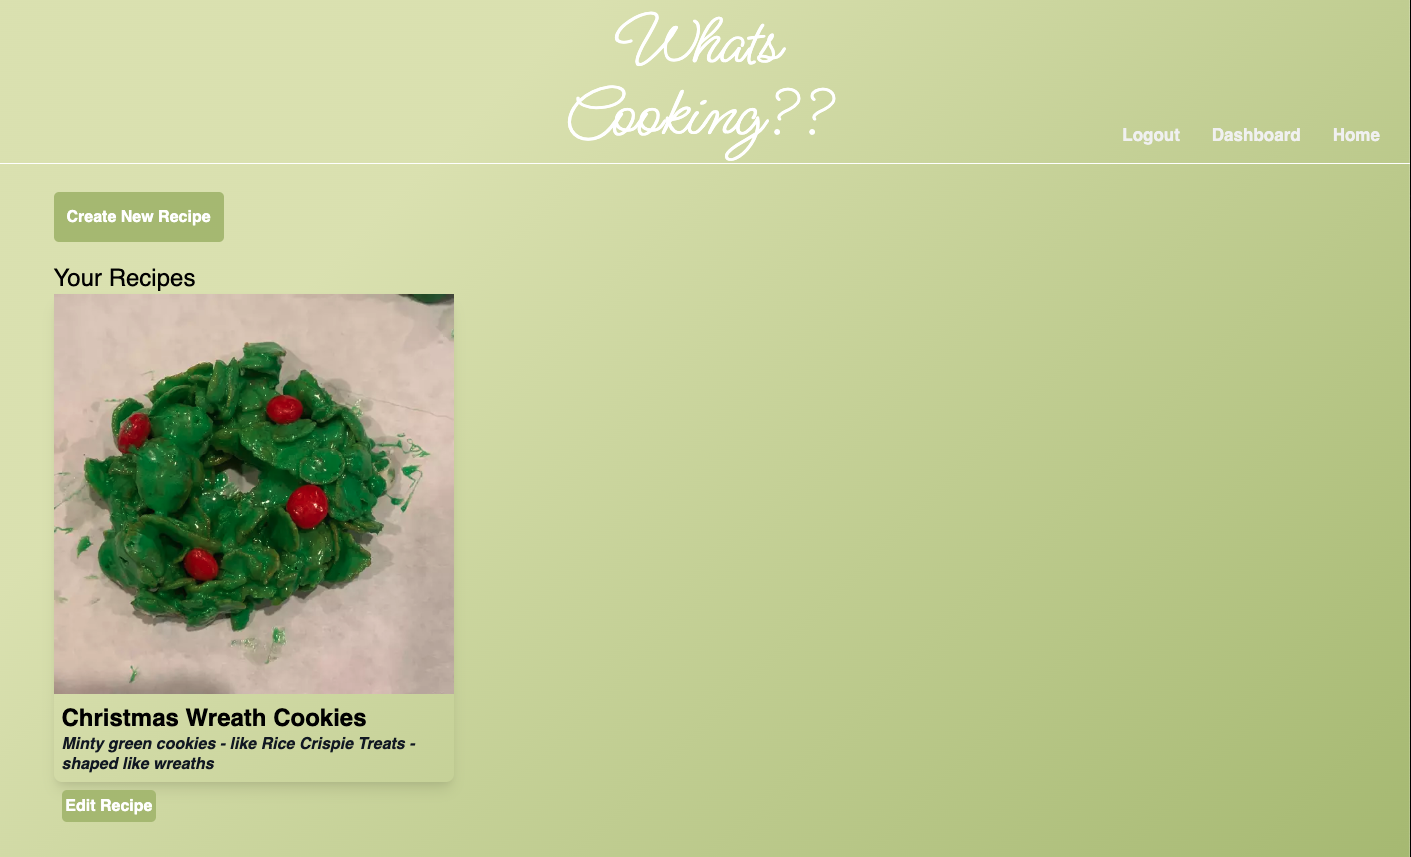 Whats
Cooking??
Logout Dashboard Home
Create New Recipe
Your Recipes
Christmas Wreath Cookies
Minty green cookies - like Rice Crispie Treats -
shaped like wreaths
Edit Recipe